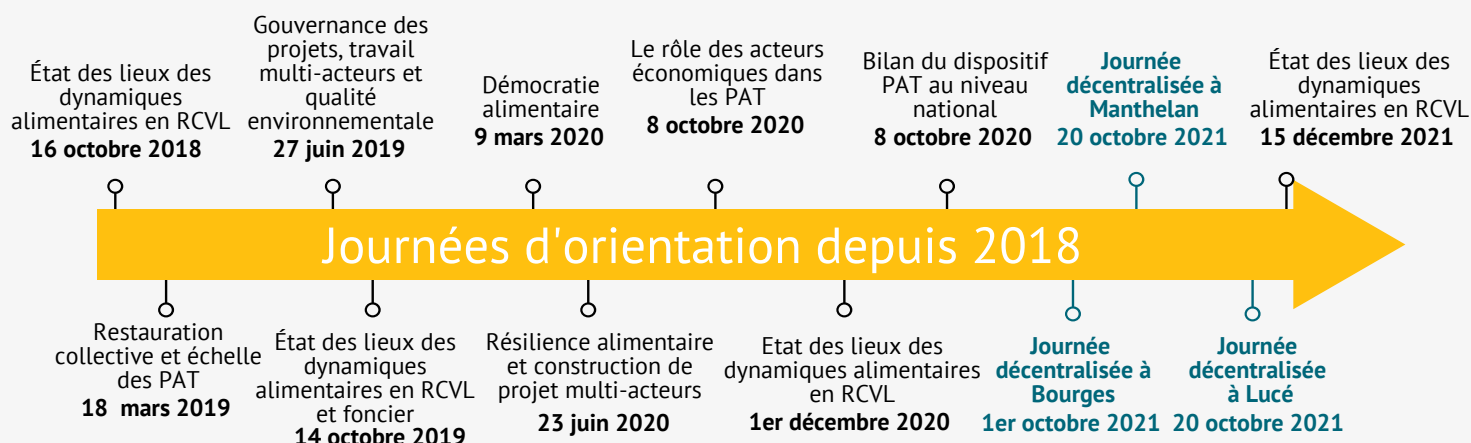 État des lieux des
dynamiques
alimentaires en RCVL
16 octobre 2018
Gouvernance des
projets, travail
multi-acteurs et
qualité
environnementale
27 juin 2019
Démocratie
alimentaire
9 mars 2020
Le rôle des acteurs
économiques dans
les PAT
8 octobre 2020
Bilan du dispositif
PAT au niveau
national
8 octobre 2020
Journée
décentralisée à
Manthelan
20 octobre 2021
État des lieux des
dynamiques
alimentaires en RCVL
15 décembre 2021
Journées d'orientation depuis 2018
Restauration
collective et échelle
des PAT
18 mars 2019
État des lieux des
dynamiques
alimentaires en RCVL
et foncier
14 octobre 2019
Résilience alimentaire
et construction de
projet multi-acteurs
23 juin 2020
Etat des lieux des
dynamiques alimentaires
en RCVL
1er décembre 2020
Journée
décentralisée à
Bourges
1er octobre 2021
Journée
décentralisée
à Lucé
20 octobre 2021